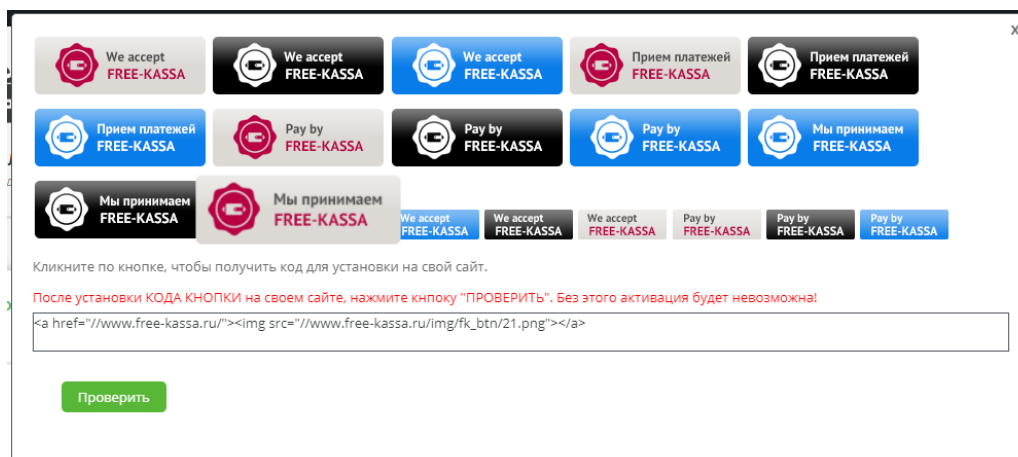 X
We accept
FREE-KASSA
We accept
FREE-KASSA
We accept
FREE-KASSA
Прием платежей
FREE-KASSA
Прием платежей
FREE-KASSA
Прием платежей
FREE-KASSA
Pay by
FREE-KASSA
Pay by
FREE-KASSA
Pay by
FREE-KASSA
Мы принимаем
FREE-KASSA
Мы принимаем
FREE-KASSA
Мы принимаем
FREE-KASSA
We accept
FREE-KASSA
We accept
FREE-KASSA
We accept
FREE-KASSA
Pay by
FREE-KASSA
Pay by
FREE-KASSA
Pay by
FREE-KASSA
Кликните по кнопке, чтобы получить код для установки на свой сайт.
После установки КОДА КНОПКИ на своем сайте, нажмите кнпоку "ПРОВЕРИТЬ". Без этого активация будет невозможна!
<a href="//www.free-kassa.ru/"><img src="//www.free-kassa.ru/img/fk_btn/21.png"></a>
Проверить